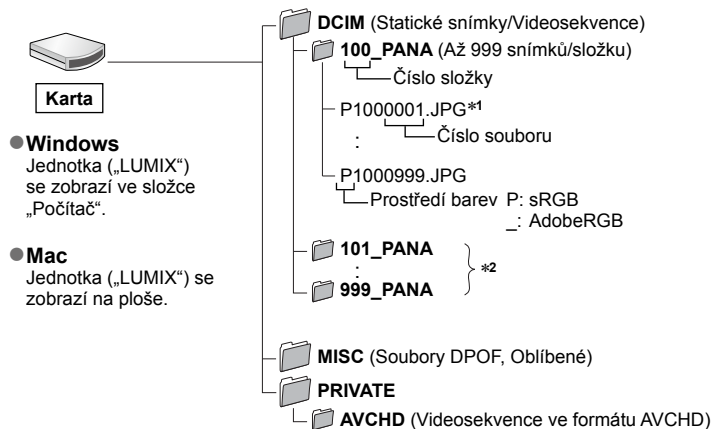 DCIM (Statické snímky/Videosekvence)
100_PANA (Až 999 snímků/složku)
Číslo složky
Karta
P1000001.JPG*1
Číslo souboru
:
P1000999.JPG
Prostředí barev P: sRGB
_: AdobeRGB
●Windows
Jednotka („LUMIX“)
se zobrazí ve složce
„Počítač“.
●Mac
Jednotka („LUMIX“) se
zobrazí na ploše.
101_PANA
:
*2
999_PANA
MISC (Soubory DPOF, Oblíbené)
PRIVATE
AVCHD (Videosekvence ve formátu AVCHD)